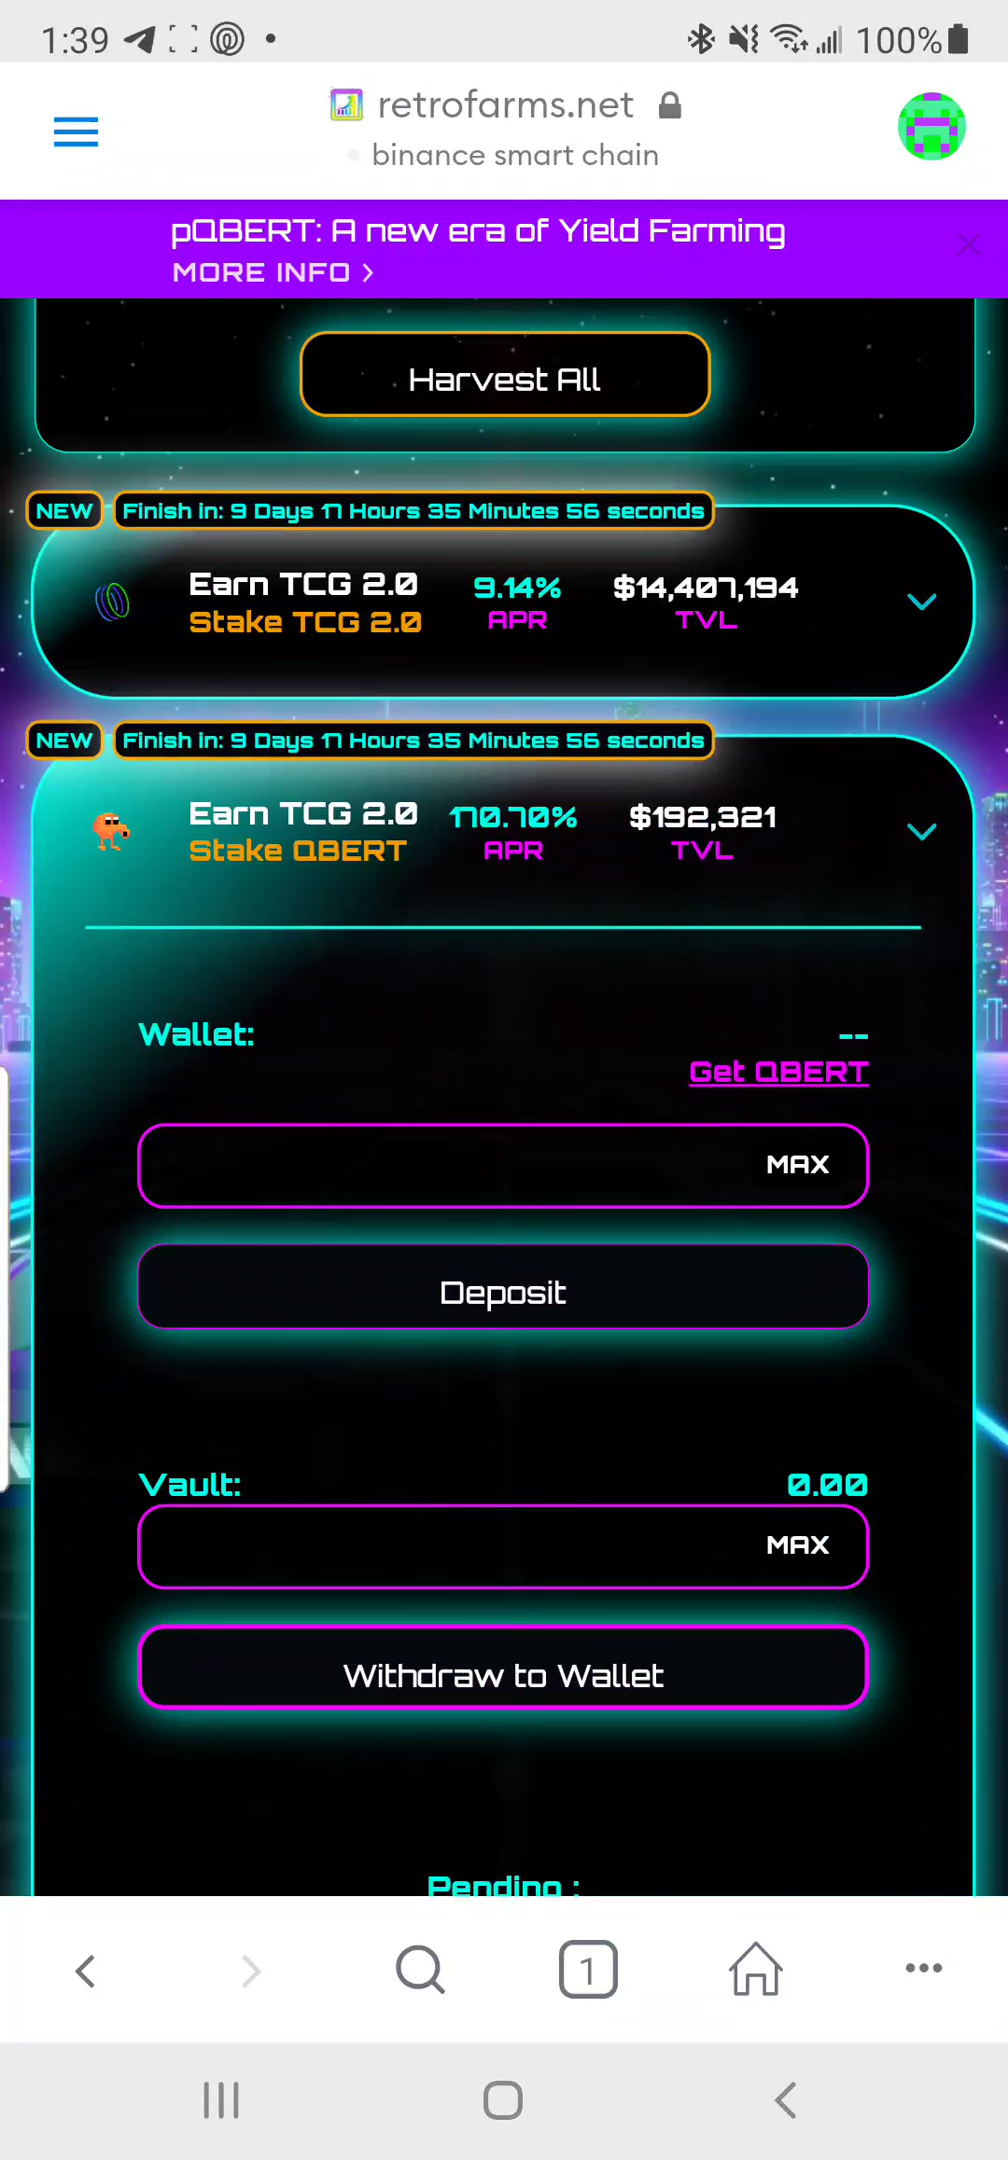 1:39 100%
retrofarms.net
binance smart chain
pQBERT: A new era of Yield Farming
MORE INFO >
Harvest All
NEW Finish in: 9 Days 17 Hours 35 Minutes 56 seconds
Earn TCG 2.0 9.14% $14,407,194
Stake TCG 2.0 APR TVL
NEW Finish in: 9 Days 17 Hours 35 Minutes 56 seconds
Earn TCG 2.0 170.70% $192,321
Stake QBERT APR TVL
Wallet: --
Get QBERT
MAX
Deposit
Vault: 0.00
MAX
Withdraw to Wallet
Pending :
1